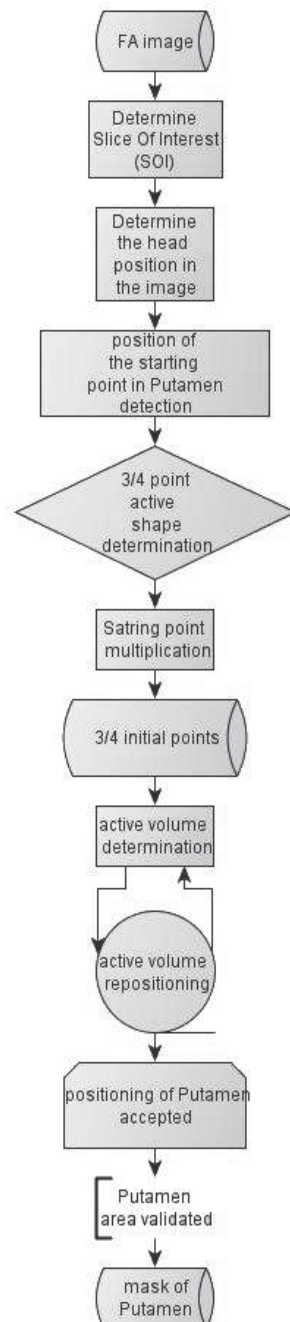 FA image
Determine
Slice Of Interest
(SOI)
Determine
the head
position in
the image
position of
the starting
point in Putamen
detection
3/4 point
active
shape
determination
Satring point
multiplication
3/4 initial points
active volume
determination
active volume
repositioning
positioning of Putamen
accepted
Putamen
area validated
mask of
Putamen